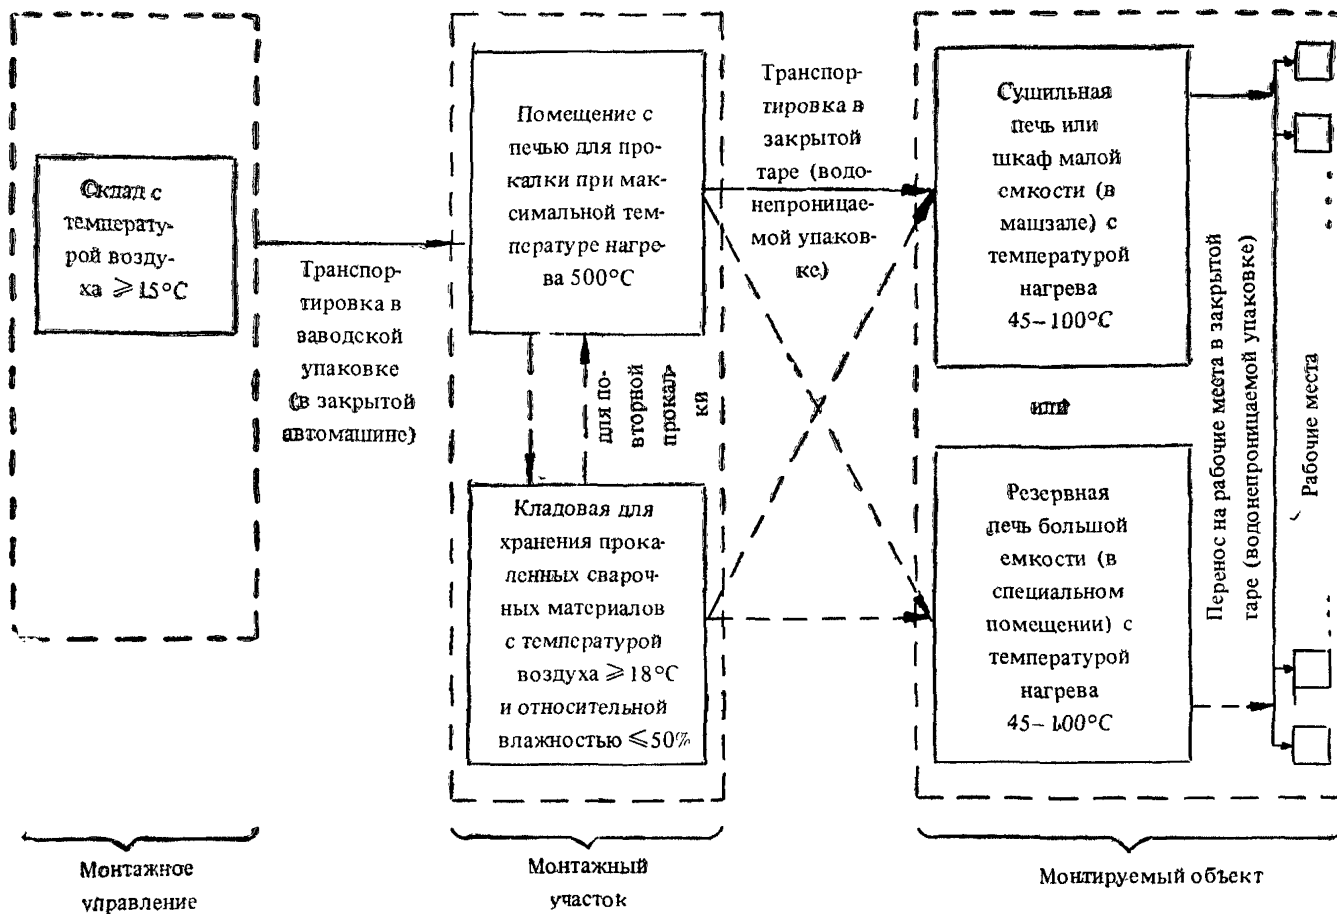 Склад с
температу-
рой возду-
ха ⩾ 15°С
Транспор-
тировка в
заводской
упаковке
(в закрытой
автомашине)
Помещение с
печью для про-
калки при мак-
симальной тем-
пературе нагре-
ва 500°С
для по-
вторной
прокал-
ки
Кладовая для
хранения прока-
ленных свароч-
ных материалов
с температурой
воздуха ⩾ 18°С
и относительной
влажностью ⩽50%
Транспор-
тировка в
закрытой
таре (водо-
непроницае-
мой упаков-
ке)
Сушильная
печь или
шкаф малой
емкости (в
машзале) с
температурой
нагрева
45–100°С
или
Резервная
печь большой
емкости (в
специальном
помещении) с
температурой
нагрева
45–100°С
Перенос на рабочие места в закрытой
таре (водонепроницаемой упаковке)
Рабочие места
Монтажное
управление
Монтажный
участок
Монтируемый объект